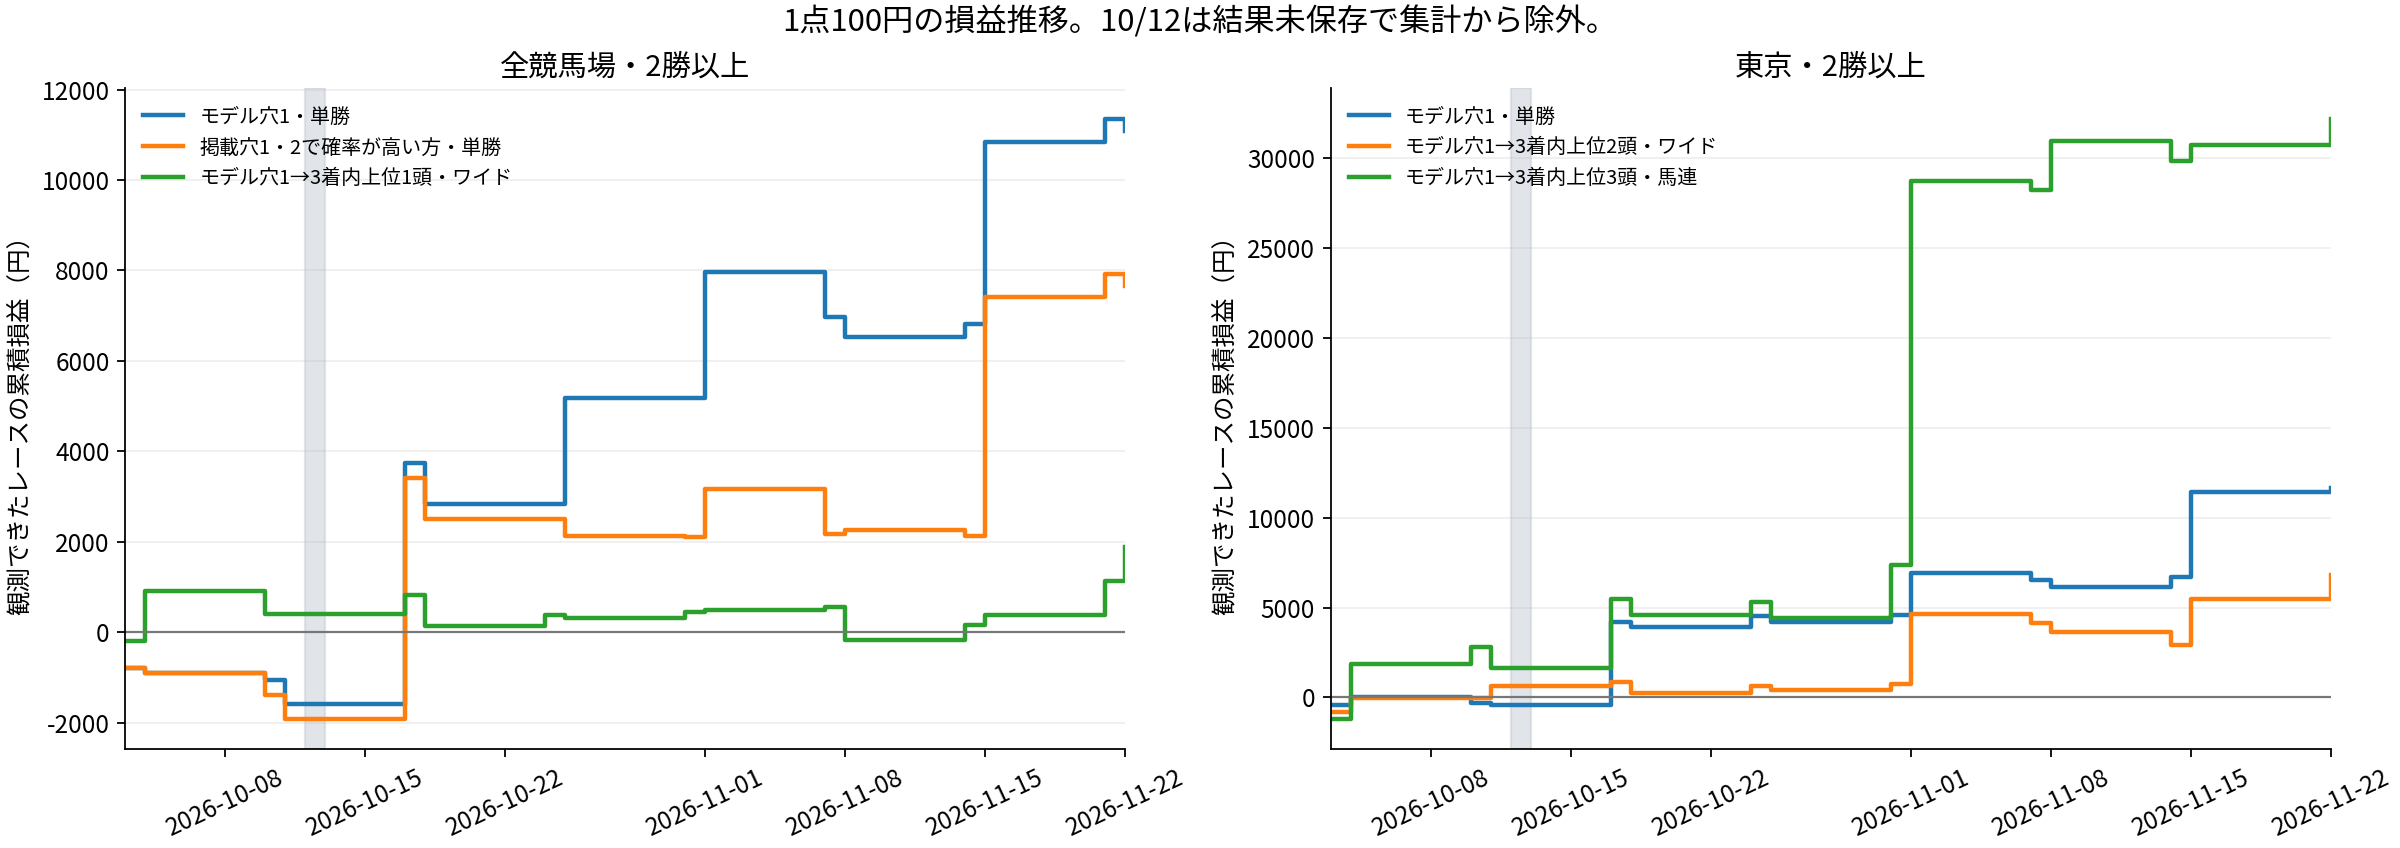 1点100円の損益推移。10/12は結果未保存で集計から除外。
全競馬場・2勝以上
観測できたレースの累積損益（円）
12000
10000
8000
6000
4000
2000
0
-2000
モデル穴1・単勝
掲載穴1・2で確率が高い方・単勝
モデル穴1→3着内上位1頭・ワイド
2026-10-08
2026-10-15
2026-10-22
2026-11-01
2026-11-08
2026-11-15
2026-11-22
東京・2勝以上
観測できたレースの累積損益（円）
30000
25000
20000
15000
10000
5000
0
モデル穴1・単勝
モデル穴1→3着内上位2頭・ワイド
モデル穴1→3着内上位3頭・馬連
2026-10-08
2026-10-15
2026-10-22
2026-11-01
2026-11-08
2026-11-15
2026-11-22